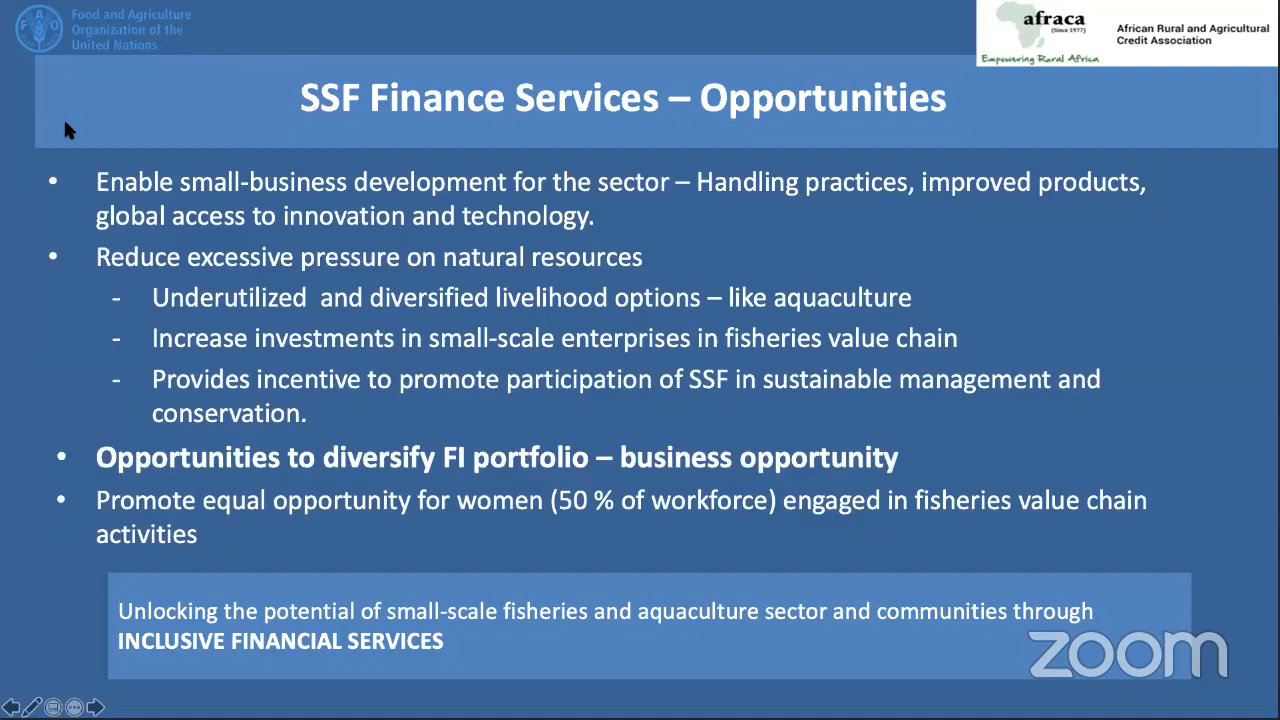 Food and Agriculture
Organization of the
United Nations
afraca
(Since 1977)
Empowering Rural Africa
African Rural and Agricultural
Credit Association
SSF Finance Services – Opportunities
• Enable small-business development for the sector – Handling practices, improved products,
global access to innovation and technology.
• Reduce excessive pressure on natural resources
- Underutilized  and diversified livelihood options – like aquaculture
- Increase investments in small-scale enterprises in fisheries value chain
- Provides incentive to promote participation of SSF in sustainable management and
conservation.
• Opportunities to diversify FI portfolio – business opportunity
• Promote equal opportunity for women (50 % of workforce) engaged in fisheries value chain
activities
Unlocking the potential of small-scale fisheries and aquaculture sector and communities through
INCLUSIVE FINANCIAL SERVICES
zoom